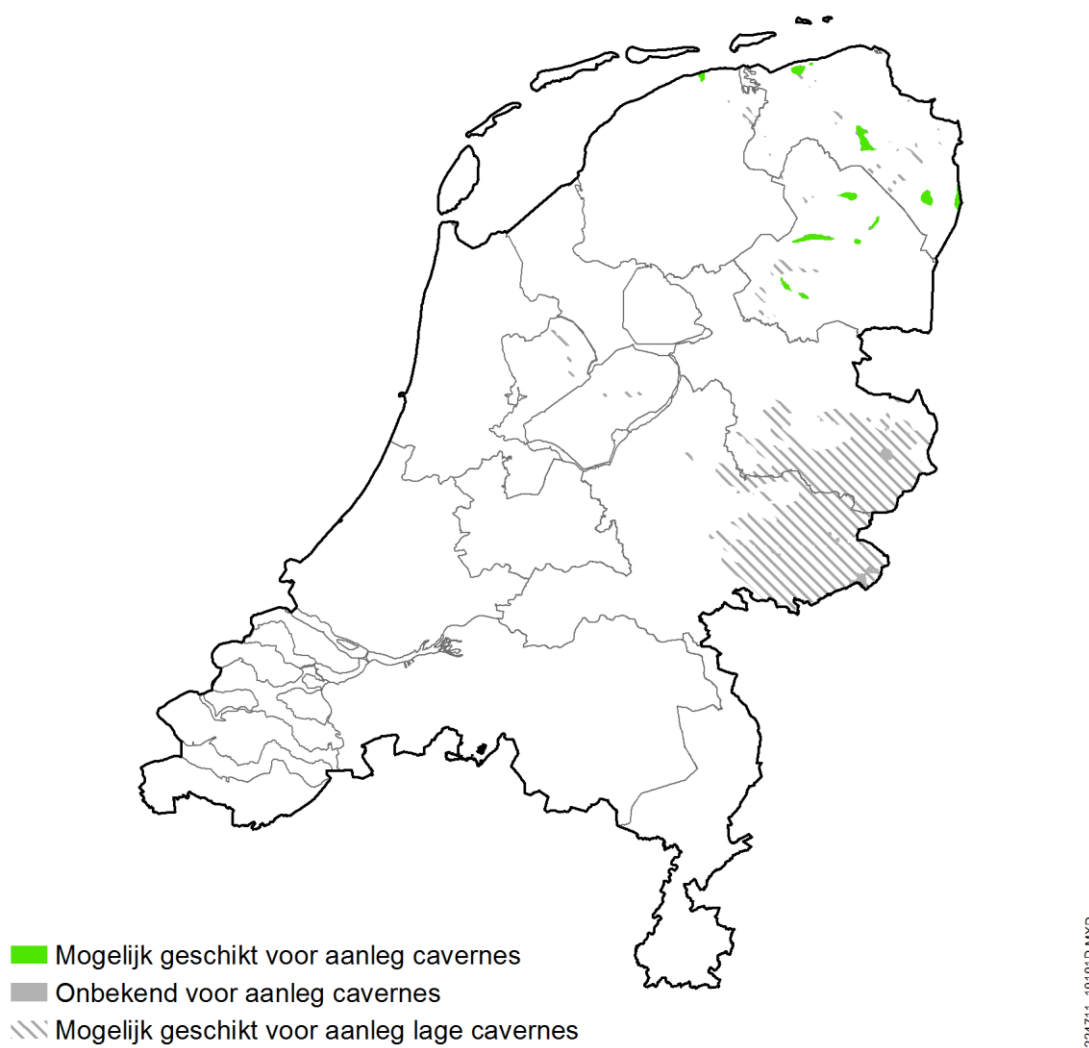 Mogelijk geschikt voor aanleg cavernes
Onbekend voor aanleg cavernes
Mogelijk geschikt voor aanleg lage cavernes